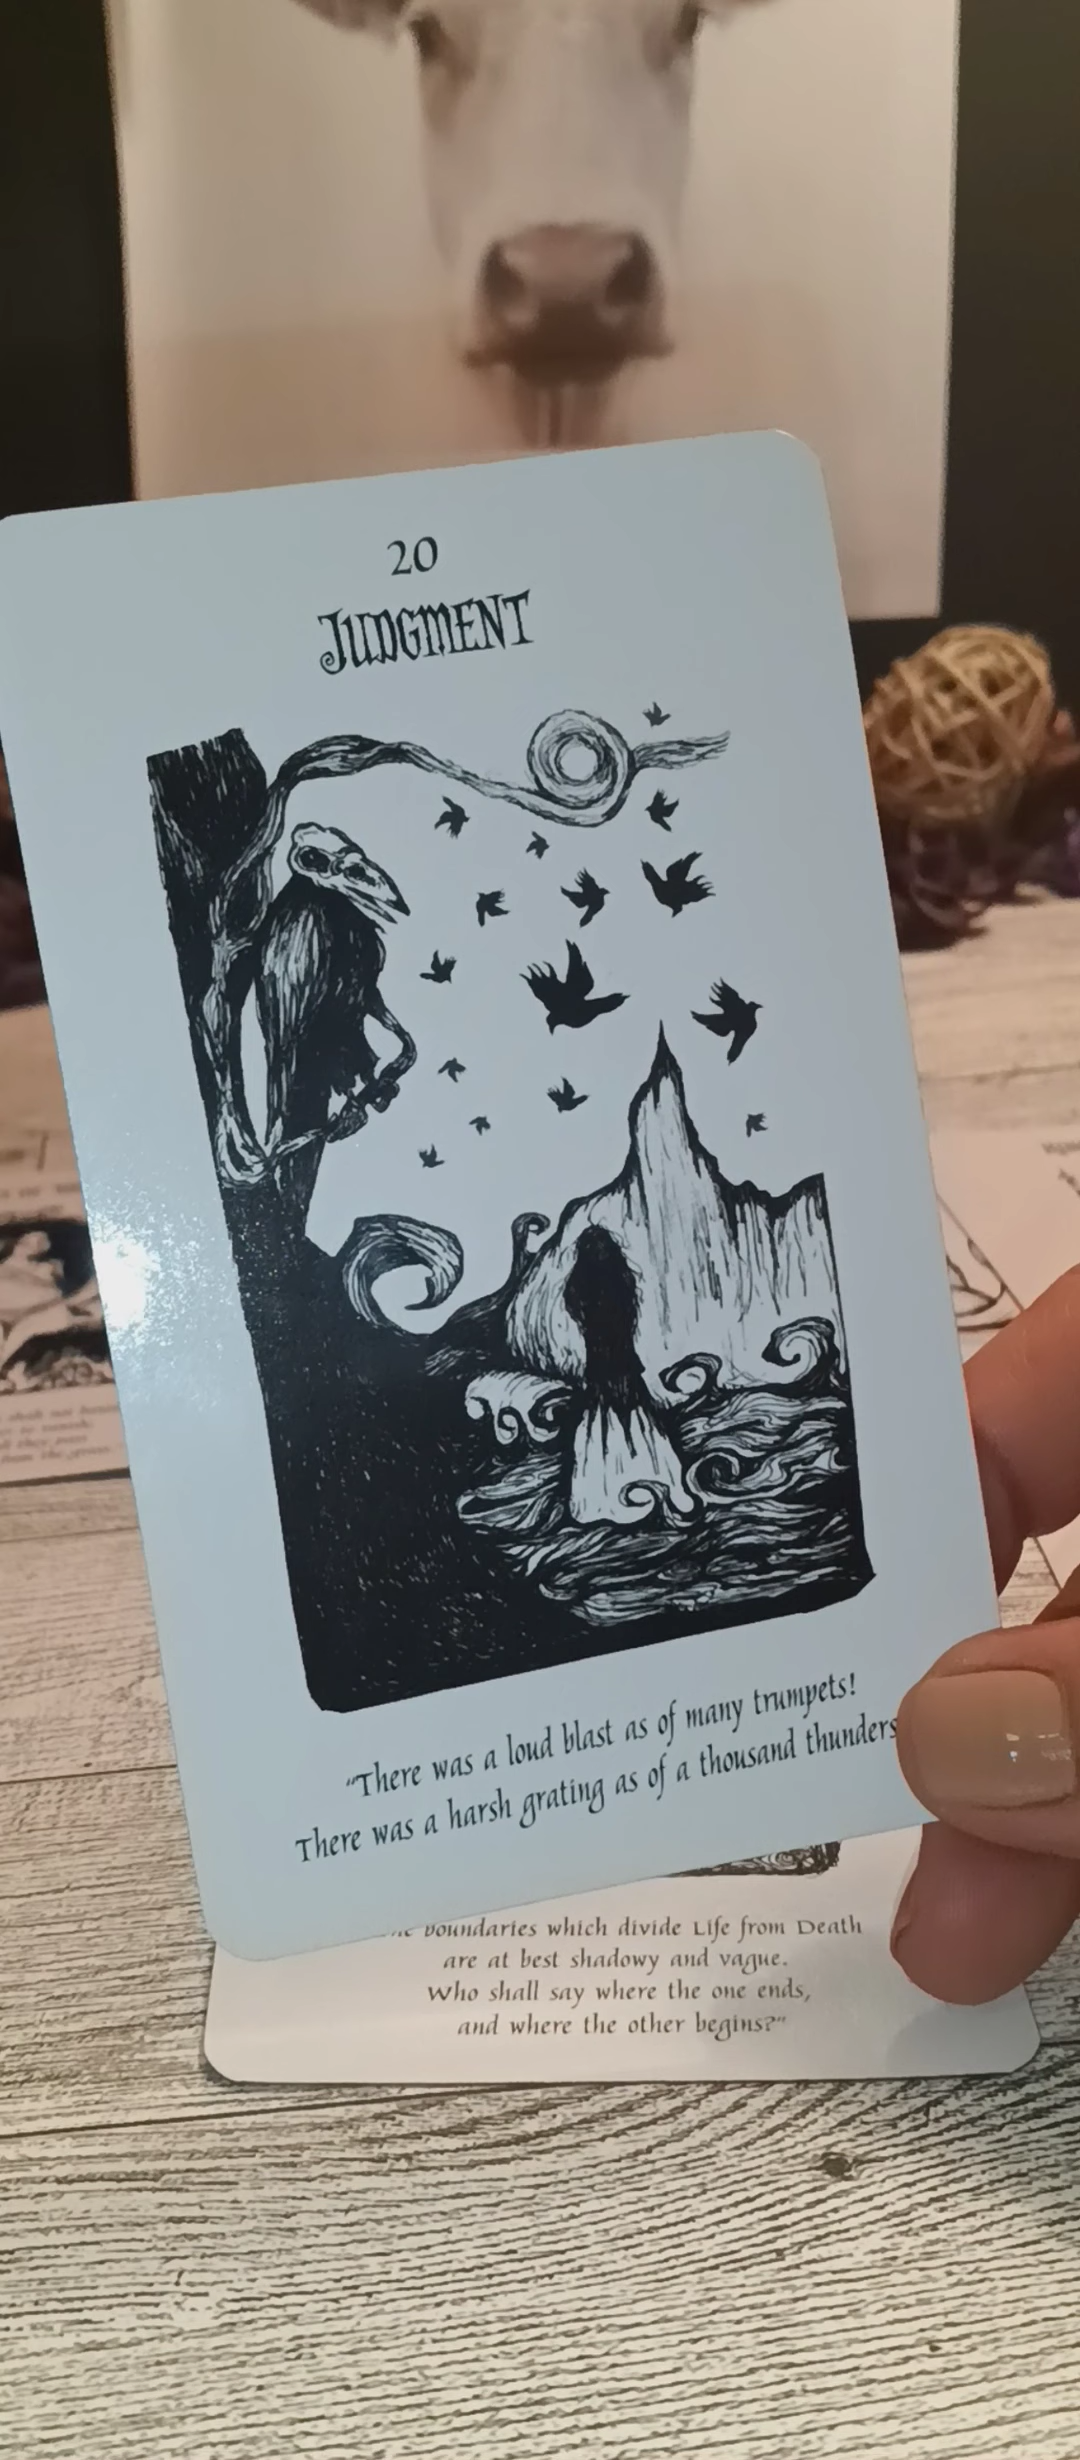 20
JUDGMENT
"There was a loud blast as of many trumpets!
There was a harsh grating as of a thousand thunders
boundaries which divide Life from Death
are at best shadowy and vague.
Who shall say where the one ends,
and where the other begins?"